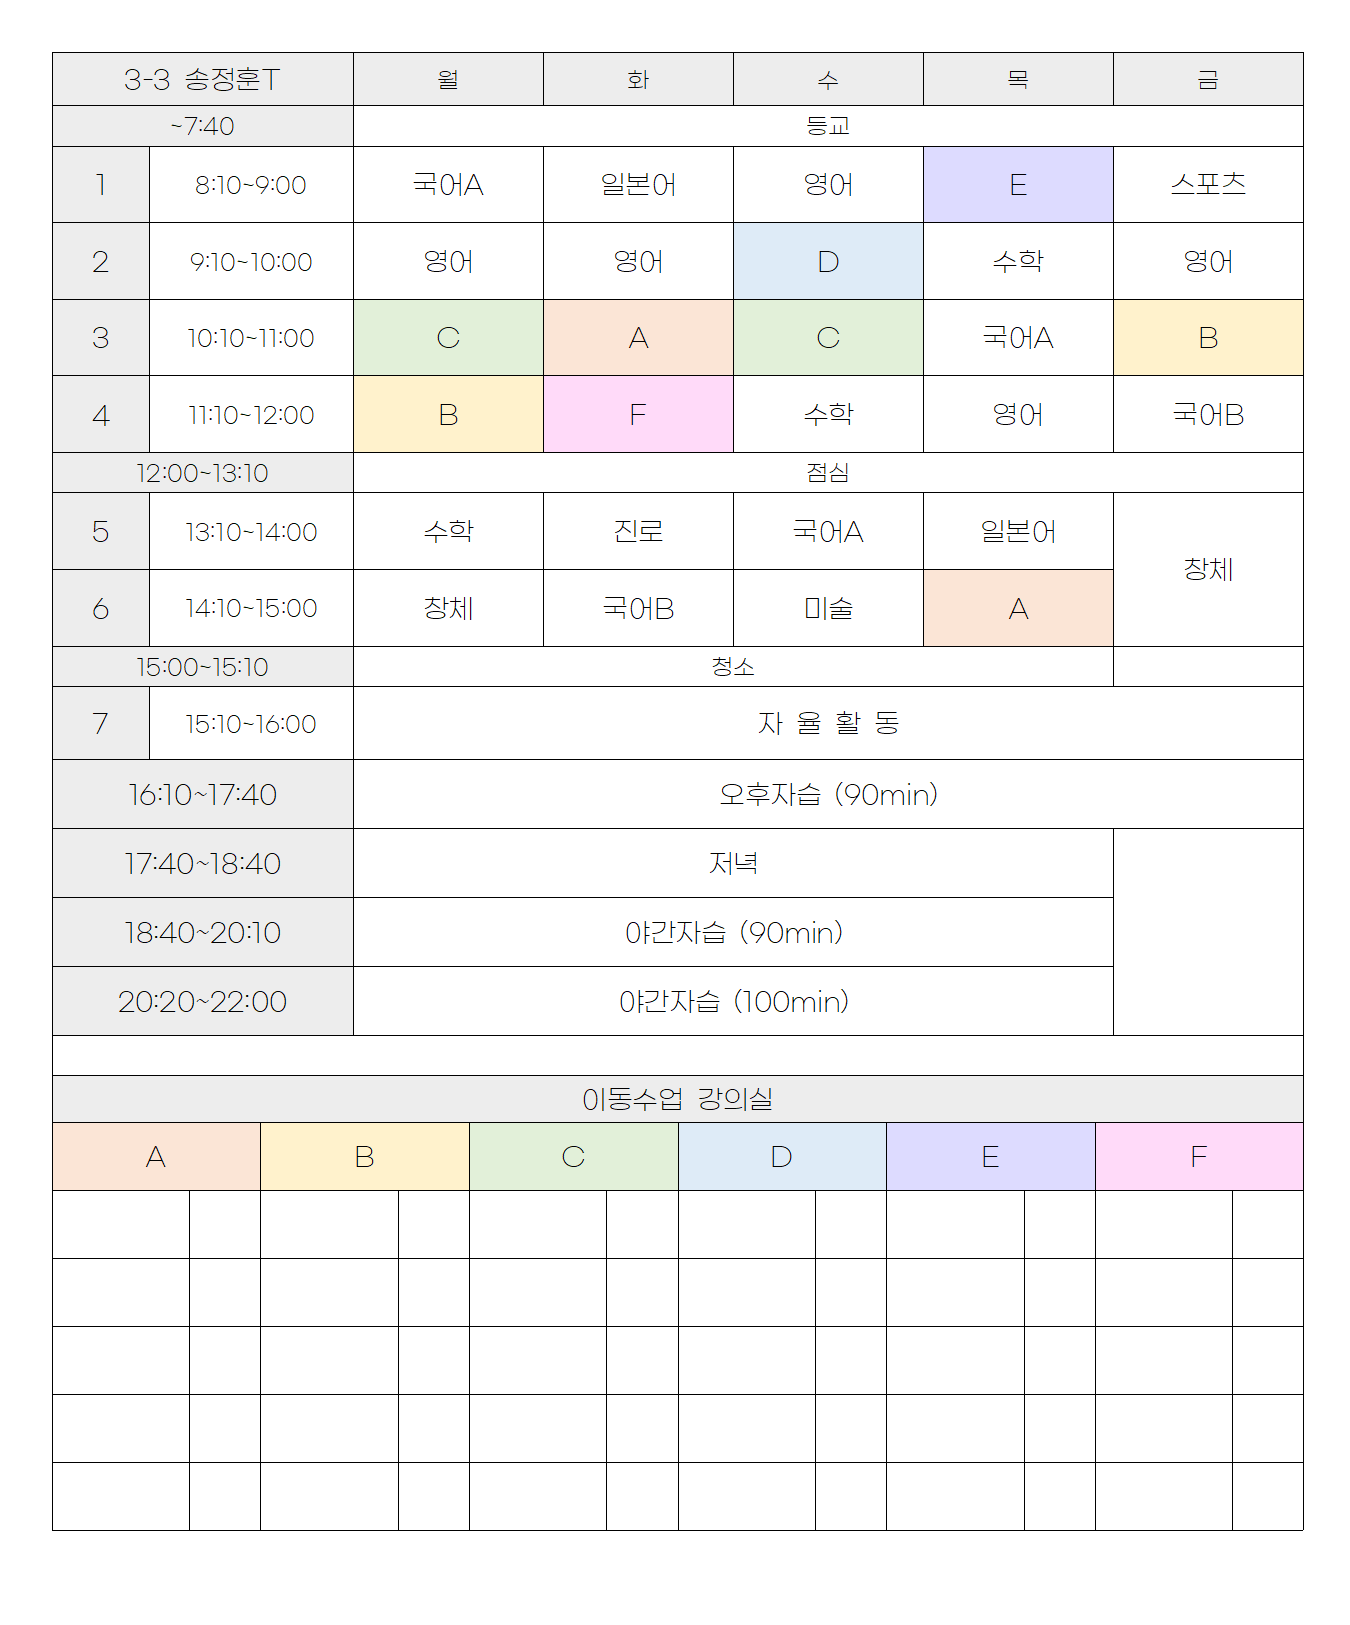 3-3 송정훈T 월 화 수 목 금
~7:40 등교
1 8:10~9:00 국어A 일본어 영어 E 스포츠
2 9:10~10:00 영어 영어 D 수학 영어
3 10:10~11:00 C A C 국어A B
4 11:10~12:00 B F 수학 영어 국어B
12:00~13:10 점심
5 13:10~14:00 수학 진로 국어A 일본어
창체
6 14:10~15:00 창체 국어B 미술 A
15:00~15:10 청소
7 15:10~16:00 자 율 활 동
16:10~17:40 오후자습 (90min)
17:40~18:40 저녁
18:40~20:10 야간자습 (90min)
20:20~22:00 야간자습 (100min)
이동수업 강의실
A B C D E F